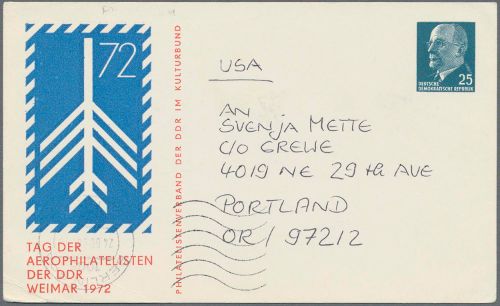 72
TAG DER
AEROPHILATELISTEN
DER DDR
WEIMAR 1972
PHILATELISTENVERBAND DER DDR IM KULTURBUND
25
DEUTSCHE
DEMOKRATISCHE REPUBLIK
USA
AN
SVENJA METTE
C/O GREWE
4019 NE 29 th AVE
PORTLAND
OR / 97212